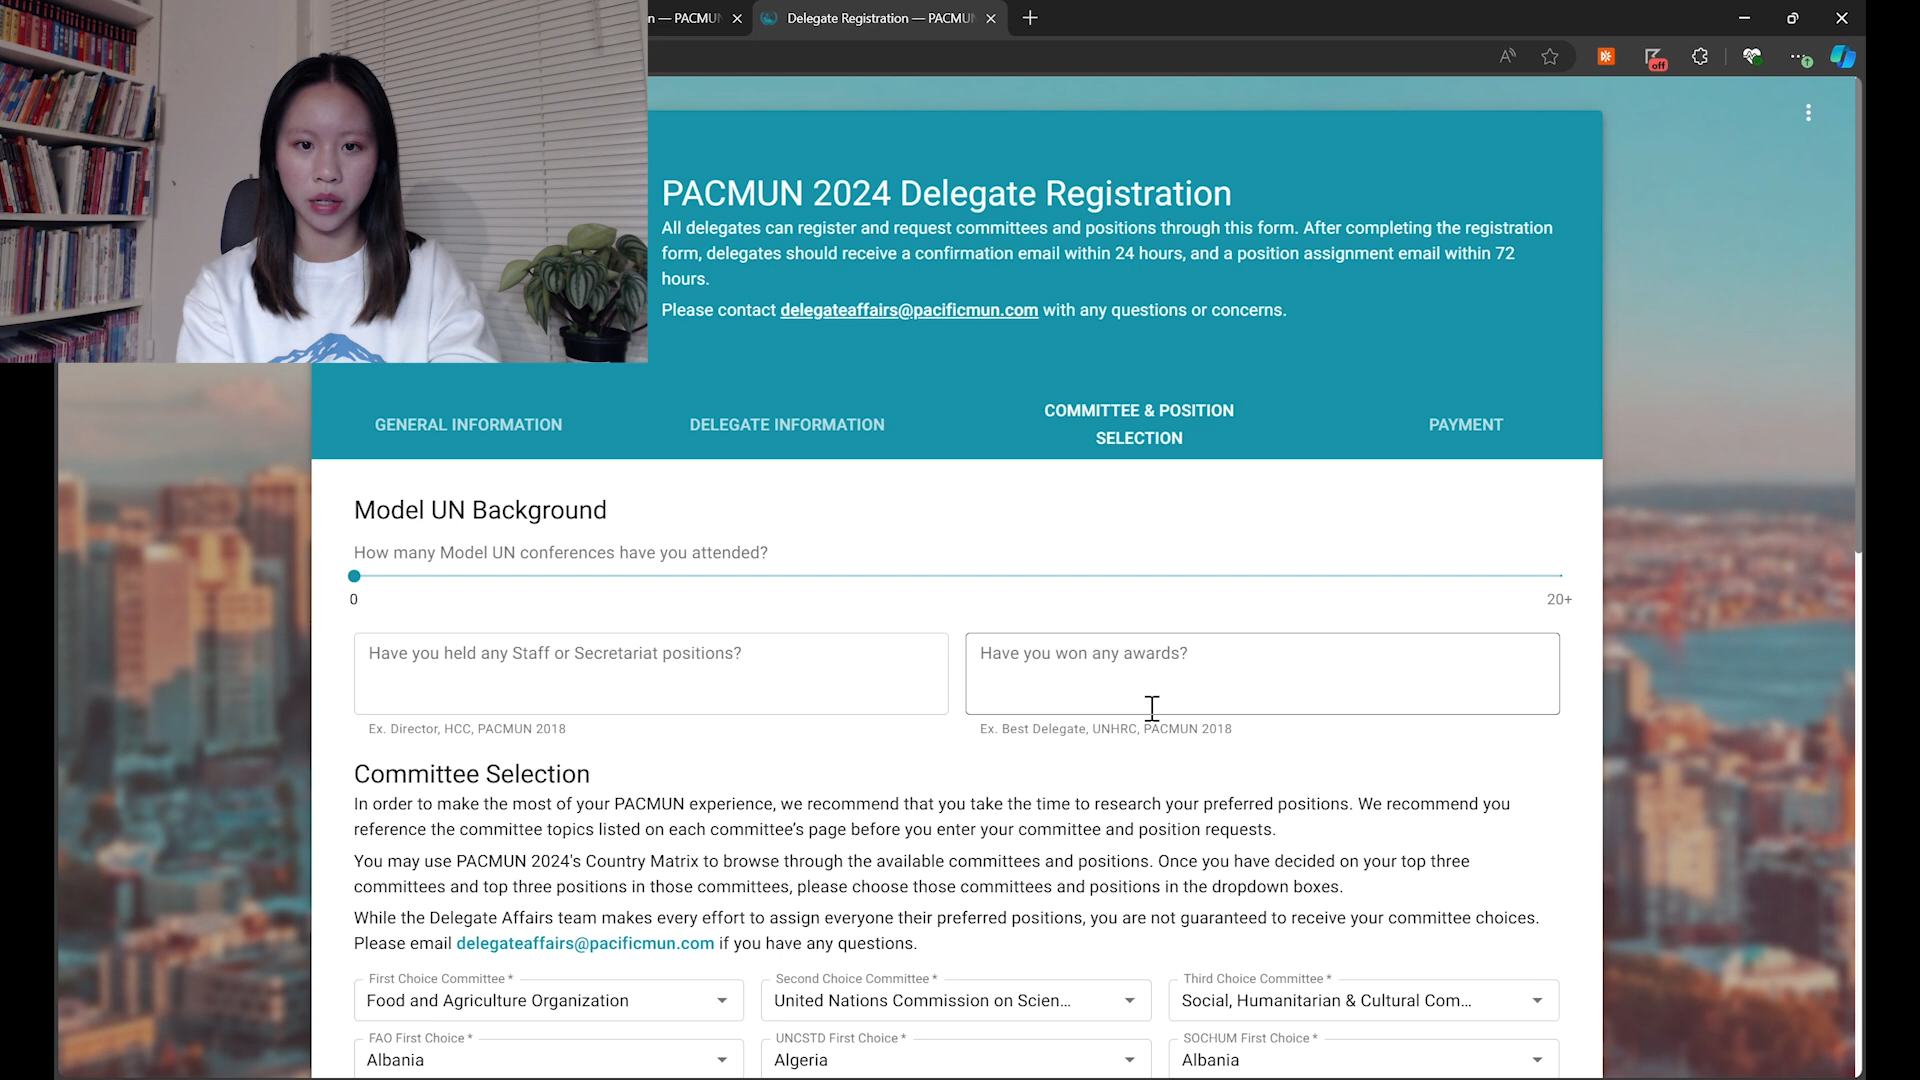 n — PACMUN
Delegate Registration — PACMUN
off
PACMUN 2024 Delegate Registration
All delegates can register and request committees and positions through this form. After completing the registration
form, delegates should receive a confirmation email within 24 hours, and a position assignment email within 72
hours.
Please contact delegateaffairs@pacificmun.com with any questions or concerns.
GENERAL INFORMATION
DELEGATE INFORMATION
COMMITTEE & POSITION
SELECTION
PAYMENT
Model UN Background
How many Model UN conferences have you attended?
0
20+
Have you held any Staff or Secretariat positions?
Have you won any awards?
Ex. Director, HCC, PACMUN 2018
Ex. Best Delegate, UNHRC, PACMUN 2018
Committee Selection
In order to make the most of your PACMUN experience, we recommend that you take the time to research your preferred positions. We recommend you
reference the committee topics listed on each committee's page before you enter your committee and position requests.
You may use PACMUN 2024's Country Matrix to browse through the available committees and positions. Once you have decided on your top three
committees and top three positions in those committees, please choose those committees and positions in the dropdown boxes.
While the Delegate Affairs team makes every effort to assign everyone their preferred positions, you are not guaranteed to receive your committee choices.
Please email delegateaffairs@pacificmun.com if you have any questions.
First Choice Committee *
Second Choice Committee *
Third Choice Committee *
Food and Agriculture Organization
United Nations Commission on Scien...
Social, Humanitarian & Cultural Com...
FAO First Choice *
UNCSTD First Choice *
SOCHUM First Choice *
Albania
Algeria
Albania